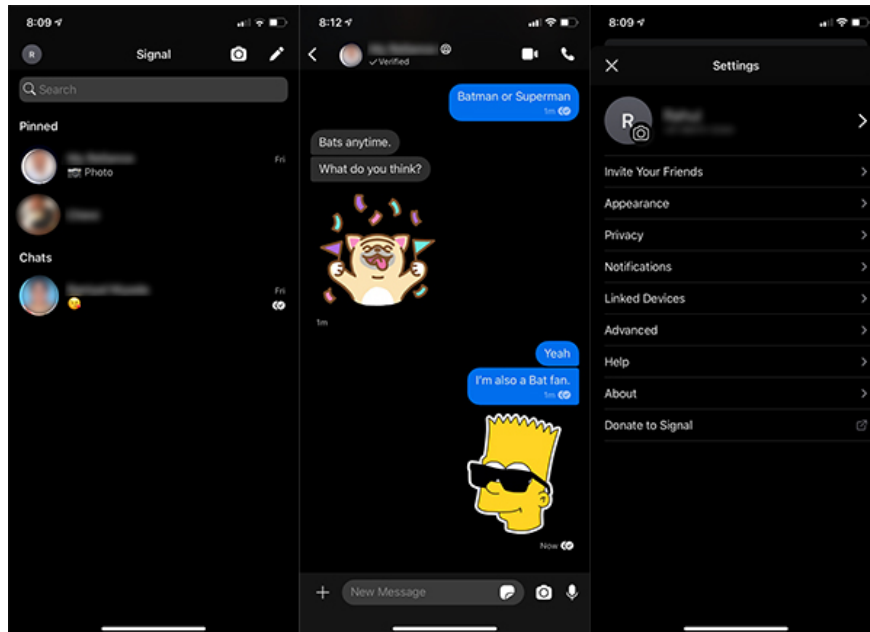 8:09
R
Signal
Search
Pinned
Fri
Photo
Chats
Fri
8:12
Verified
Batman or Superman
1m
Bats anytime.
What do you think?
1m
Yeah
I'm also a Bat fan.
1m
Now
New Message
8:09
Settings
R
Invite Your Friends
Appearance
Privacy
Notifications
Linked Devices
Advanced
Help
About
Donate to Signal